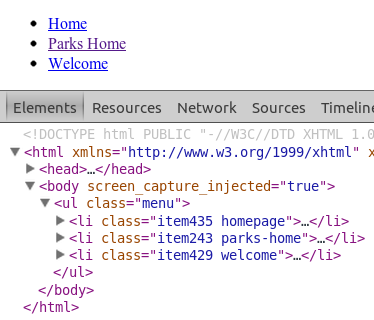 Home
Parks Home
Welcome
Elements Resources Network Sources Timeline
<!DOCTYPE html PUBLIC "-//W3C//DTD XHTML 1.0
<html xmlns="http://www.w3.org/1999/xhtml" x
<head>…</head>
<body screen_capture_injected="true">
<ul class="menu">
<li class="item435 homepage">…</li>
<li class="item243 parks-home">…</li>
<li class="item429 welcome">…</li>
</ul>
</body>
</html>